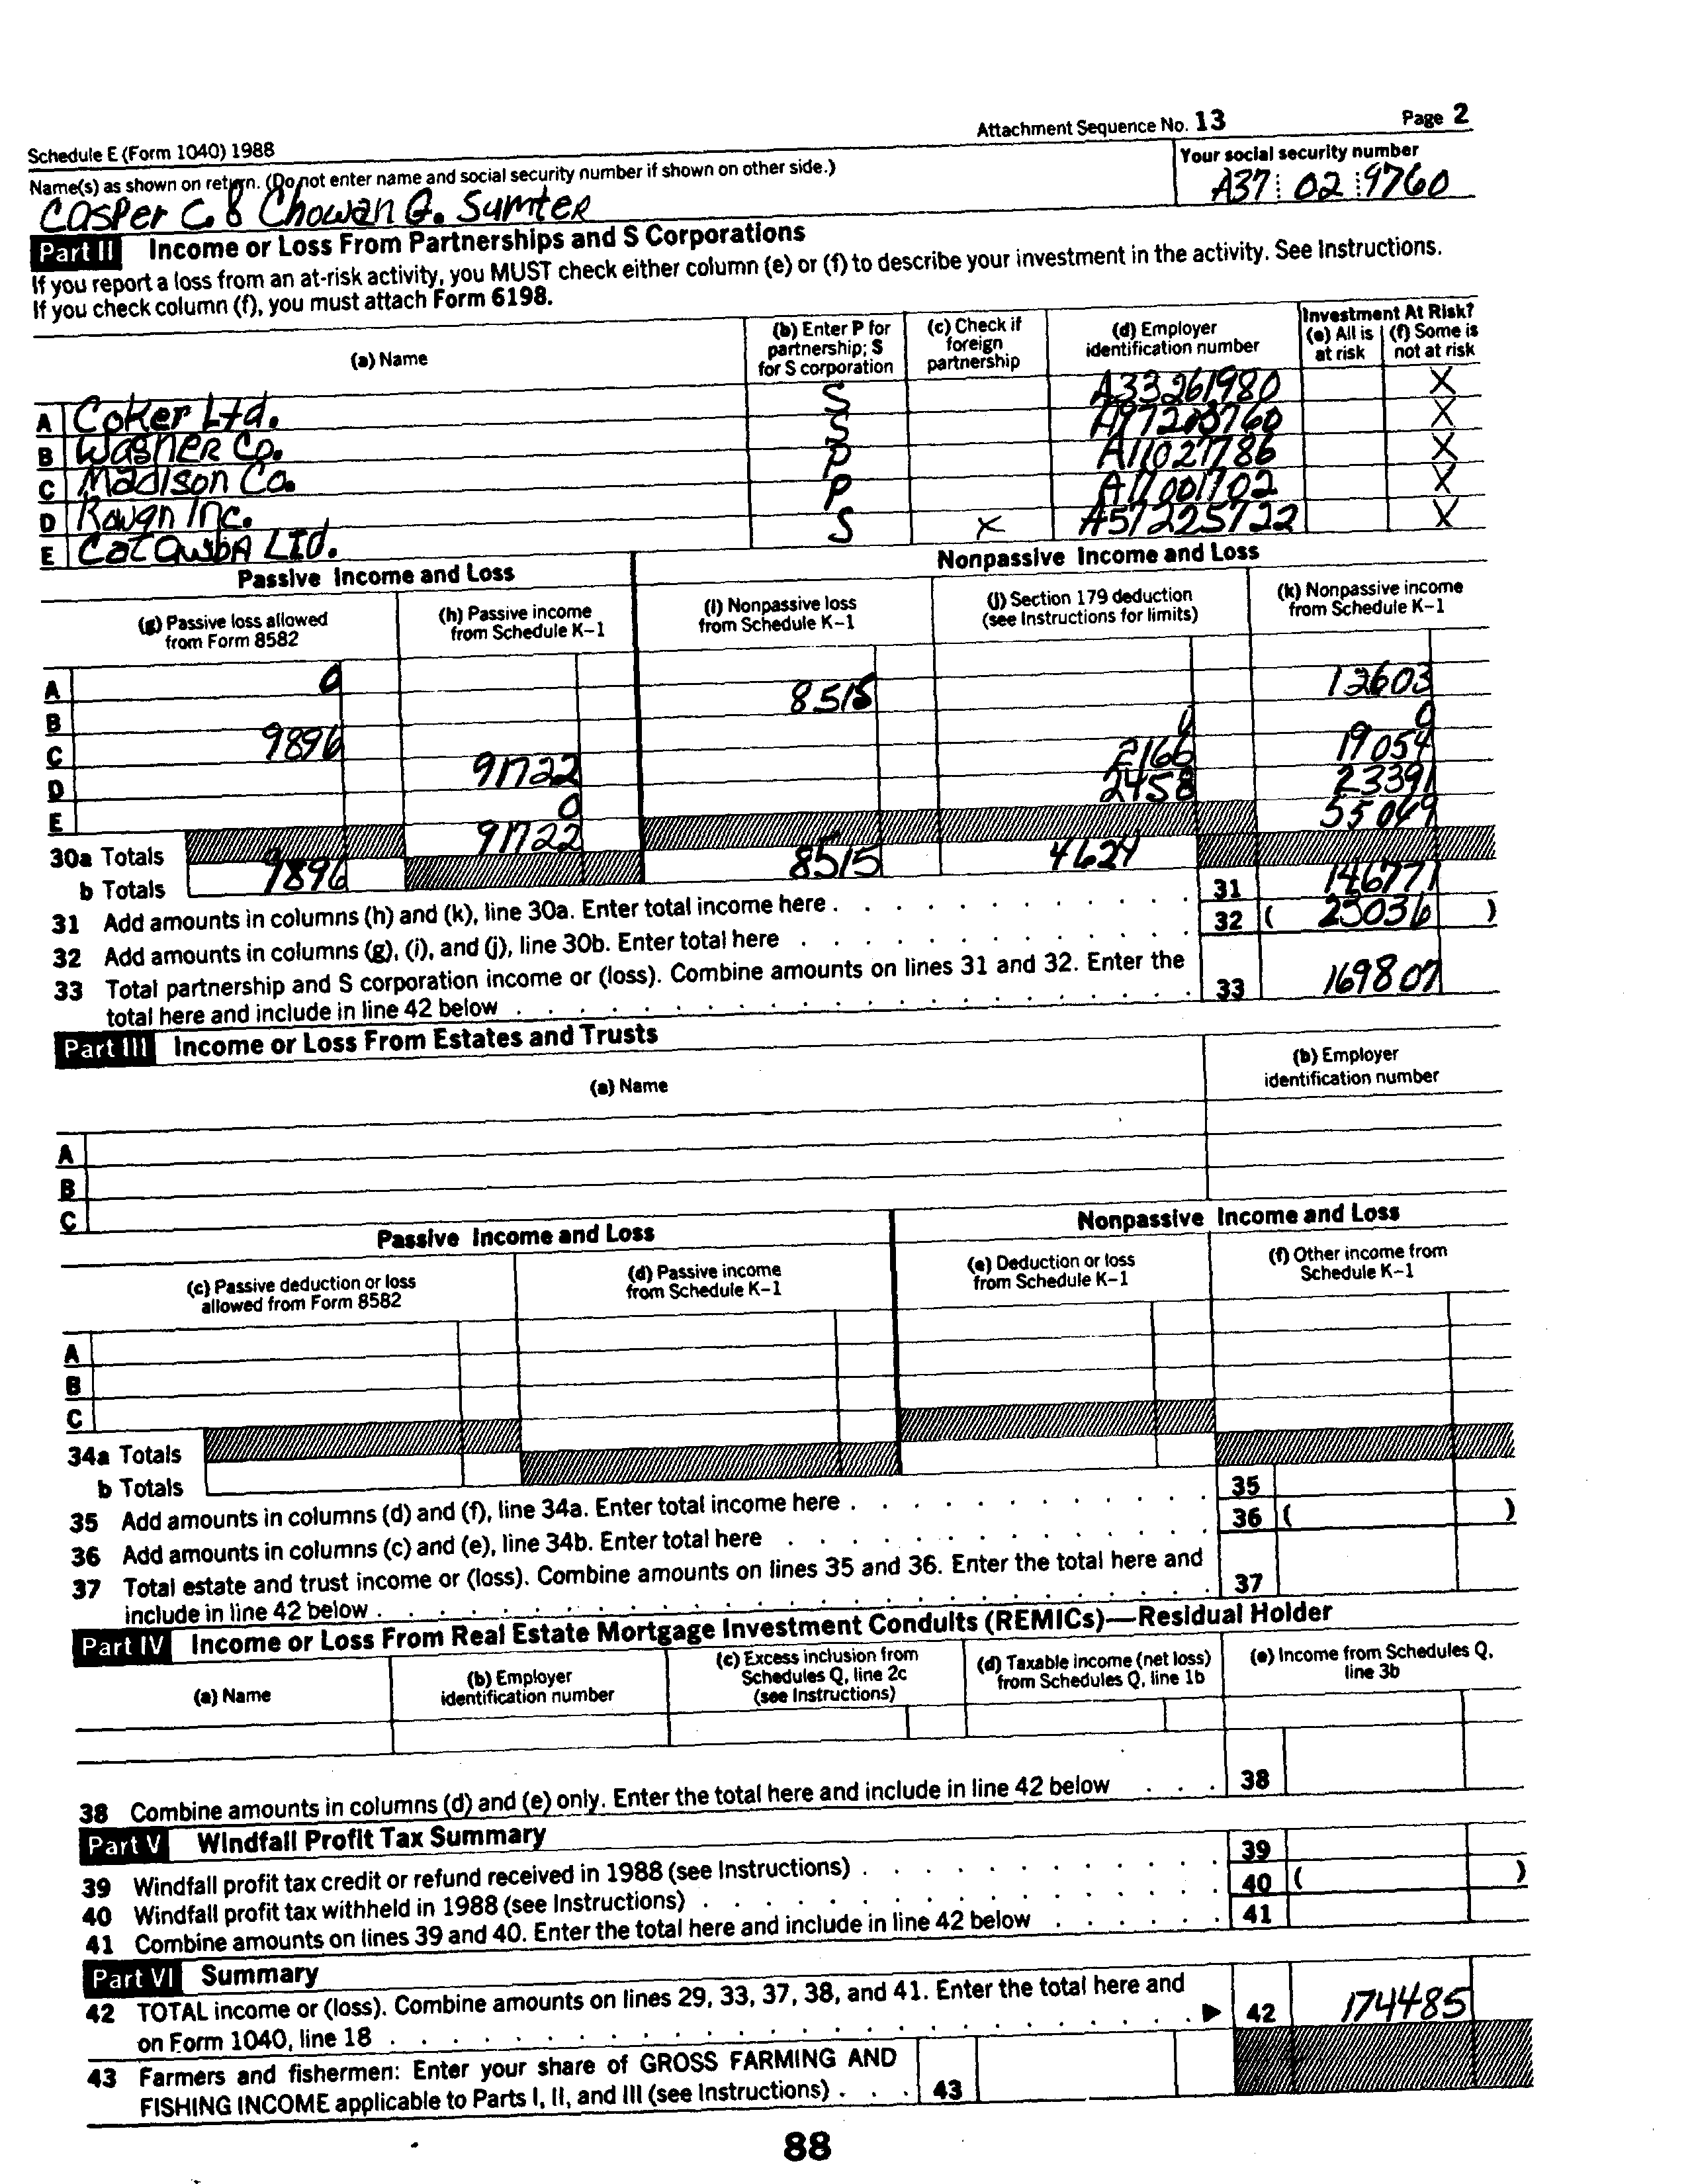 Schedule E (Form 1040) 1988 Attachment Sequence No. 13 Page 2
Name(s) as shown on return. (Do not enter name and social security number if shown on other side.) Your social security number
Casper C. & Chowan G. Sumter A37 02 9760
Part II Income or Loss From Partnerships and S Corporations
If you report a loss from an at-risk activity, you MUST check either column (e) or (f) to describe your investment in the activity. See Instructions.
If you check column (f), you must attach Form 6198.
(a) Name (b) Enter P for partnership; S for S corporation (c) Check if foreign partnership (d) Employer identification number Investment At Risk? (e) All is at risk (f) Some is not at risk
A Coker Ltd. S A33261980 X
B Wagner Co. S X
C Madison Co. P A11027786 X
D Rowan Inc. P A17001702 X
E Catawba Ltd. S X A57225722 X
Passive Income and Loss Nonpassive Income and Loss
(g) Passive loss allowed from Form 8582 (h) Passive income from Schedule K–1 (i) Nonpassive loss from Schedule K–1 (j) Section 179 deduction (see Instructions for limits) (k) Nonpassive income from Schedule K–1
A 0 8515 12603
B 0 0
C 9896 2166 19054
D 91722 2458 23391
E 0
30a Totals 91722 55049
b Totals 9896 8515 4624
31 Add amounts in columns (h) and (k), line 30a. Enter total income here 31 146771
32 Add amounts in columns (g), (i), and (j), line 30b. Enter total here 32 ( 23036 )
33 Total partnership and S corporation income or (loss). Combine amounts on lines 31 and 32. Enter the
total here and include in line 42 below 33 169807
Part III Income or Loss From Estates and Trusts
(a) Name (b) Employer identification number
A
B
C
Passive Income and Loss Nonpassive Income and Loss
(c) Passive deduction or loss allowed from Form 8582 (d) Passive income from Schedule K–1 (e) Deduction or loss from Schedule K–1 (f) Other income from Schedule K–1
A
B
C
34a Totals
b Totals
35 Add amounts in columns (d) and (f), line 34a. Enter total income here 35
36 Add amounts in columns (c) and (e), line 34b. Enter total here 36 ( )
37 Total estate and trust income or (loss). Combine amounts on lines 35 and 36. Enter the total here and
include in line 42 below 37
Part IV Income or Loss From Real Estate Mortgage Investment Conduits (REMICs)—Residual Holder
(a) Name (b) Employer identification number (c) Excess inclusion from Schedules Q, line 2c (see Instructions) (d) Taxable income (net loss) from Schedules Q, line 1b (e) Income from Schedules Q, line 3b
38 Combine amounts in columns (d) and (e) only. Enter the total here and include in line 42 below 38
Part V Windfall Profit Tax Summary
39 Windfall profit tax credit or refund received in 1988 (see Instructions) 39
40 Windfall profit tax withheld in 1988 (see Instructions) 40 ( )
41 Combine amounts on lines 39 and 40. Enter the total here and include in line 42 below 41
Part VI Summary
42 TOTAL income or (loss). Combine amounts on lines 29, 33, 37, 38, and 41. Enter the total here and
on Form 1040, line 18 42 174485
43 Farmers and fishermen: Enter your share of GROSS FARMING AND
FISHING INCOME applicable to Parts I, II, and III (see Instructions) 43
88